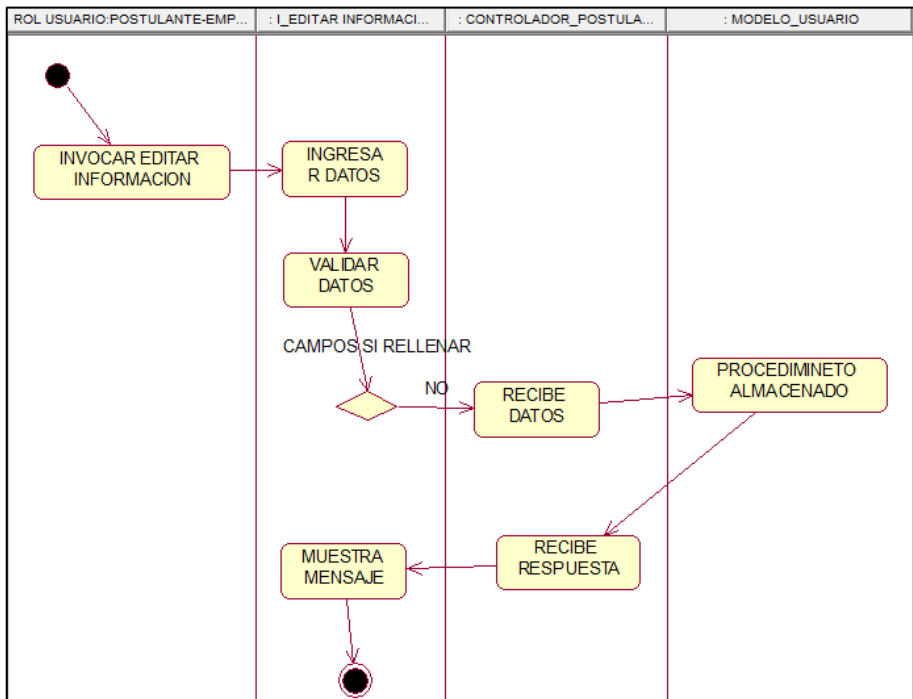 ROL USUARIO:POSTULANTE-EMP...
: I_EDITAR INFORMACI...
: CONTROLADOR_POSTULA...
: MODELO_USUARIO
INVOCAR EDITAR
INFORMACION
INGRESA
R DATOS
VALIDAR
DATOS
CAMPOS SI RELLENAR
NO
RECIBE
DATOS
PROCEDIMINETO
ALMACENADO
RECIBE
RESPUESTA
MUESTRA
MENSAJE